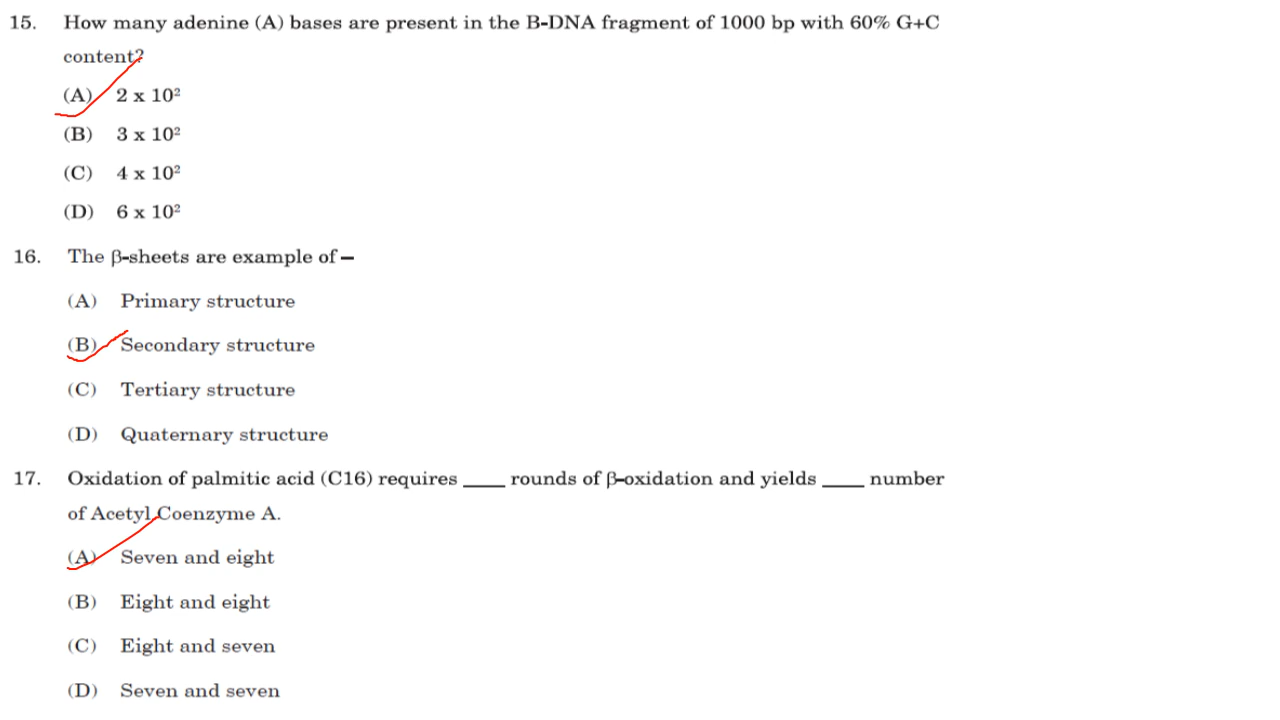 15. How many adenine (A) bases are present in the B-DNA fragment of 1000 bp with 60% G+C
content?
(A) 2 x 10²
(B) 3 x 10²
(C) 4 x 10²
(D) 6 x 10²
16. The β-sheets are example of –
(A) Primary structure
(B) Secondary structure
(C) Tertiary structure
(D) Quaternary structure
17. Oxidation of palmitic acid (C16) requires ____ rounds of β-oxidation and yields ____ number
of Acetyl Coenzyme A.
(A) Seven and eight
(B) Eight and eight
(C) Eight and seven
(D) Seven and seven